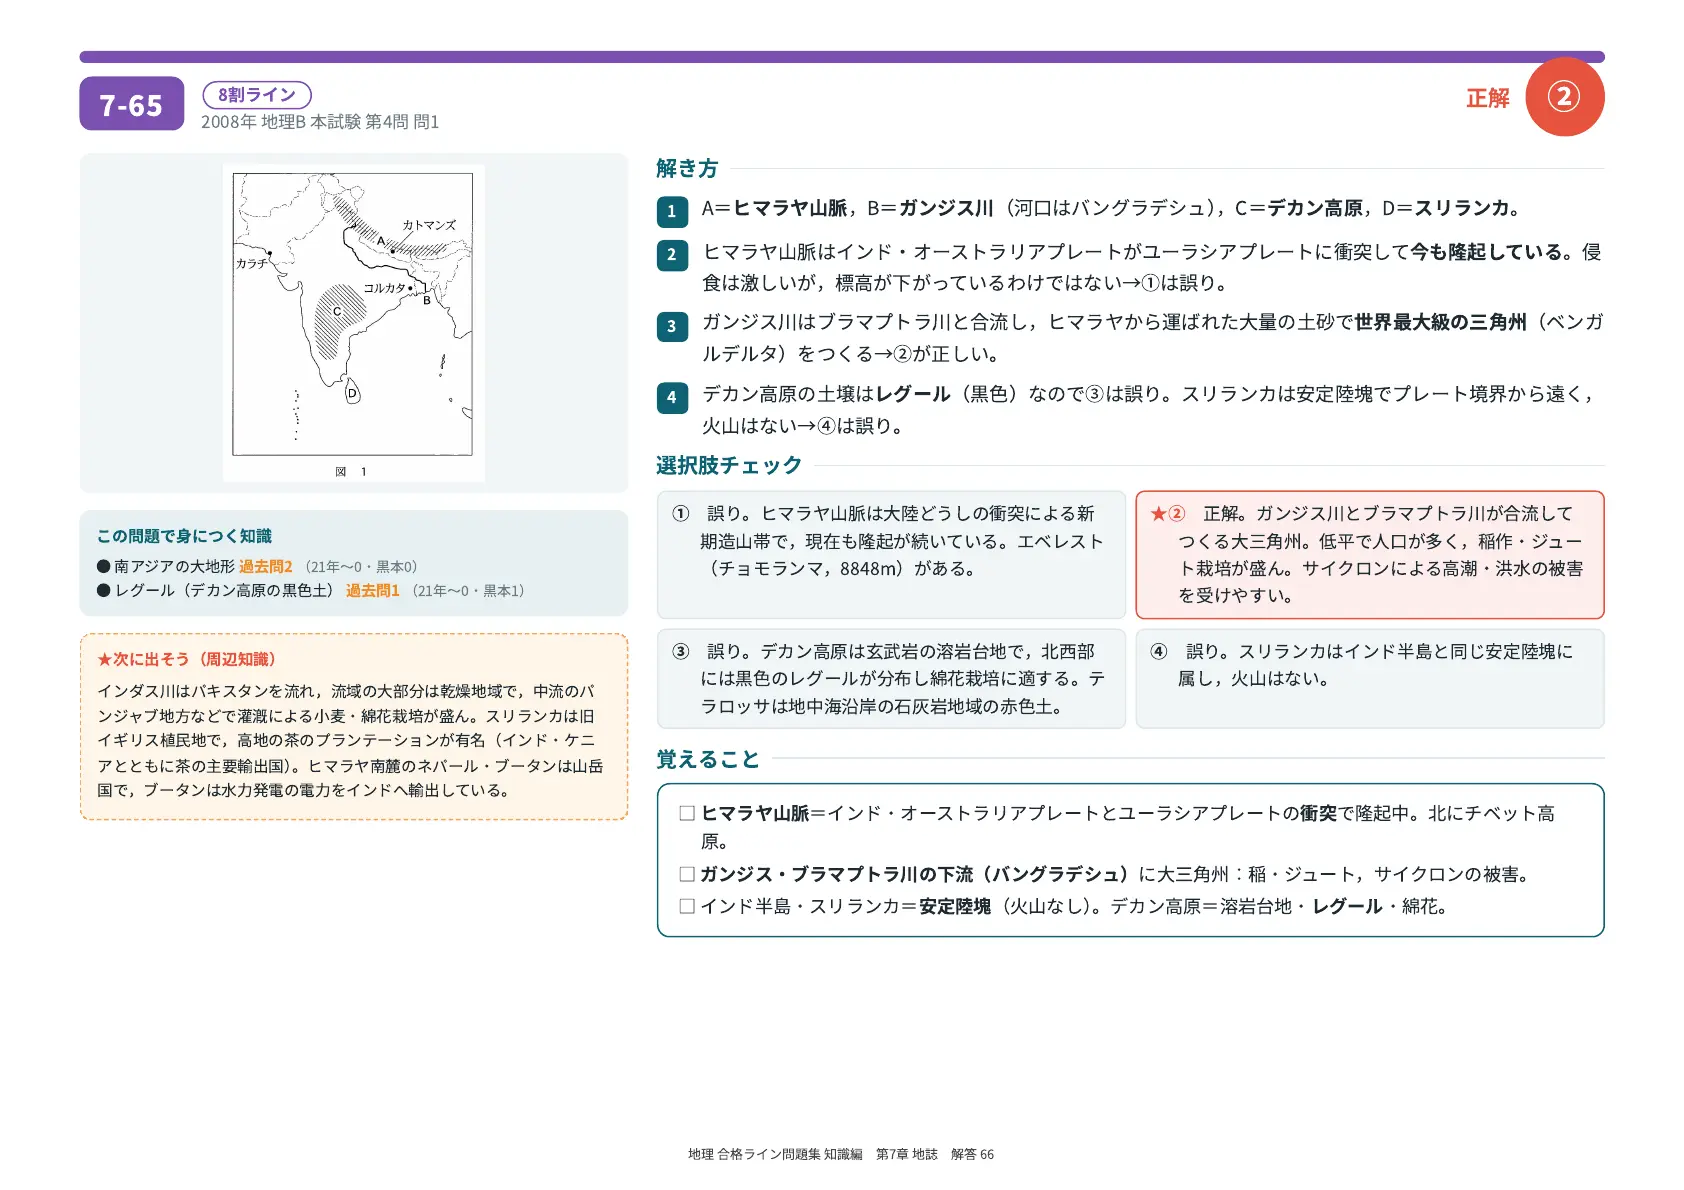 7-65
8割ライン
2008年 地理B 本試験 第4問 問1
正解 ②
カトマンズ
A
カラチ
コルカタ
B
C
D
図 1
この問題で身につく知識
● 南アジアの大地形 過去問2 （21年〜0・黒本0）
● レグール（デカン高原の黒色土） 過去問1 （21年〜0・黒本1）
★次に出そう（周辺知識）
インダス川はパキスタンを流れ，流域の大部分は乾燥地域で，中流のパ
ンジャブ地方などで灌漑による小麦・綿花栽培が盛ん。スリランカは旧
イギリス植民地で，高地の茶のプランテーションが有名（インド・ケニ
アとともに茶の主要輸出国）。ヒマラヤ南麓のネパール・ブータンは山岳
国で，ブータンは水力発電の電力をインドへ輸出している。
解き方
1 A＝ヒマラヤ山脈，B＝ガンジス川（河口はバングラデシュ），C＝デカン高原，D＝スリランカ。
2 ヒマラヤ山脈はインド・オーストラリアプレートがユーラシアプレートに衝突して今も隆起している。侵
食は激しいが，標高が下がっているわけではない→①は誤り。
3 ガンジス川はブラマプトラ川と合流し，ヒマラヤから運ばれた大量の土砂で世界最大級の三角州（ベンガ
ルデルタ）をつくる→②が正しい。
4 デカン高原の土壌はレグール（黒色）なので③は誤り。スリランカは安定陸塊でプレート境界から遠く，
火山はない→④は誤り。
選択肢チェック
① 誤り。ヒマラヤ山脈は大陸どうしの衝突による新
期造山帯で，現在も隆起が続いている。エベレスト
（チョモランマ，8848m）がある。
★② 正解。ガンジス川とブラマプトラ川が合流して
つくる大三角州。低平で人口が多く，稲作・ジュー
ト栽培が盛ん。サイクロンによる高潮・洪水の被害
を受けやすい。
③ 誤り。デカン高原は玄武岩の溶岩台地で，北西部
には黒色のレグールが分布し綿花栽培に適する。テ
ラロッサは地中海沿岸の石灰岩地域の赤色土。
④ 誤り。スリランカはインド半島と同じ安定陸塊に
属し，火山はない。
覚えること
□ ヒマラヤ山脈＝インド・オーストラリアプレートとユーラシアプレートの衝突で隆起中。北にチベット高
原。
□ ガンジス・ブラマプトラ川の下流（バングラデシュ）に大三角州：稲・ジュート，サイクロンの被害。
□ インド半島・スリランカ＝安定陸塊（火山なし）。デカン高原＝溶岩台地・レグール・綿花。
地理 合格ライン問題集 知識編 第7章 地誌 解答 66